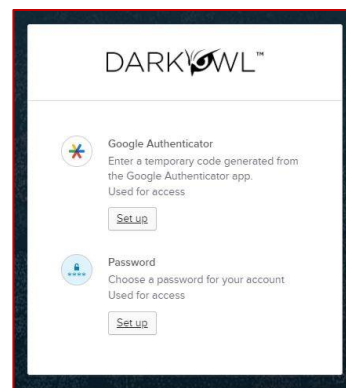 DARKOWL™
Google Authenticator
Enter a temporary code generated from
the Google Authenticator app.
Used for access
Set up
Password
Choose a password for your account
Used for access
Set up